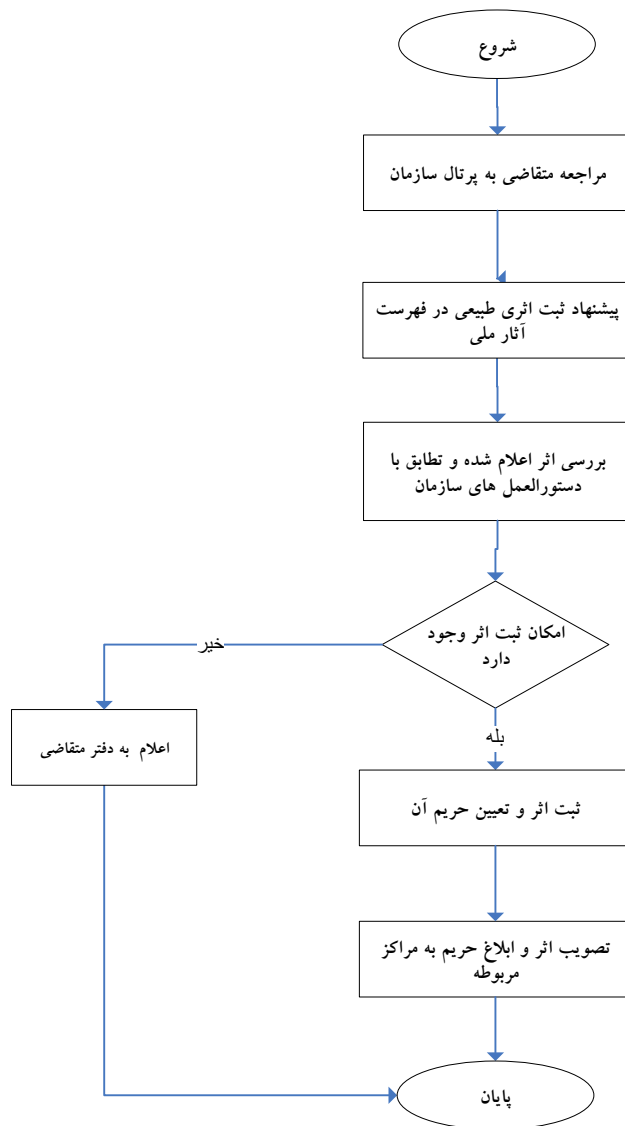 شروع
مراجعه متقاضی به پرتال سازمان
پیشنهاد ثبت اثری طبیعی در فهرست
آثار ملی
بررسی اثر اعلام شده و تطابق با
دستورالعمل های سازمان
امکان ثبت اثر وجود
دارد
خیر
اعلام به دفتر متقاضی
بله
ثبت اثر و تعیین حریم آن
تصویب اثر و ابلاغ حریم به مراکز
مربوطه
پایان